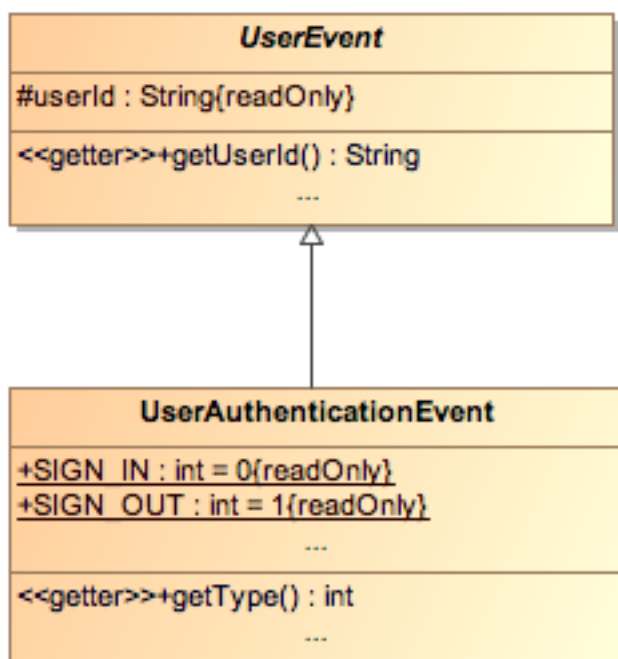 UserEvent
#userId : String{readOnly}
<<getter>>+getUserId() : String
...
UserAuthenticationEvent
+SIGN_IN : int = 0{readOnly}
+SIGN_OUT : int = 1{readOnly}
...
<<getter>>+getType() : int
...